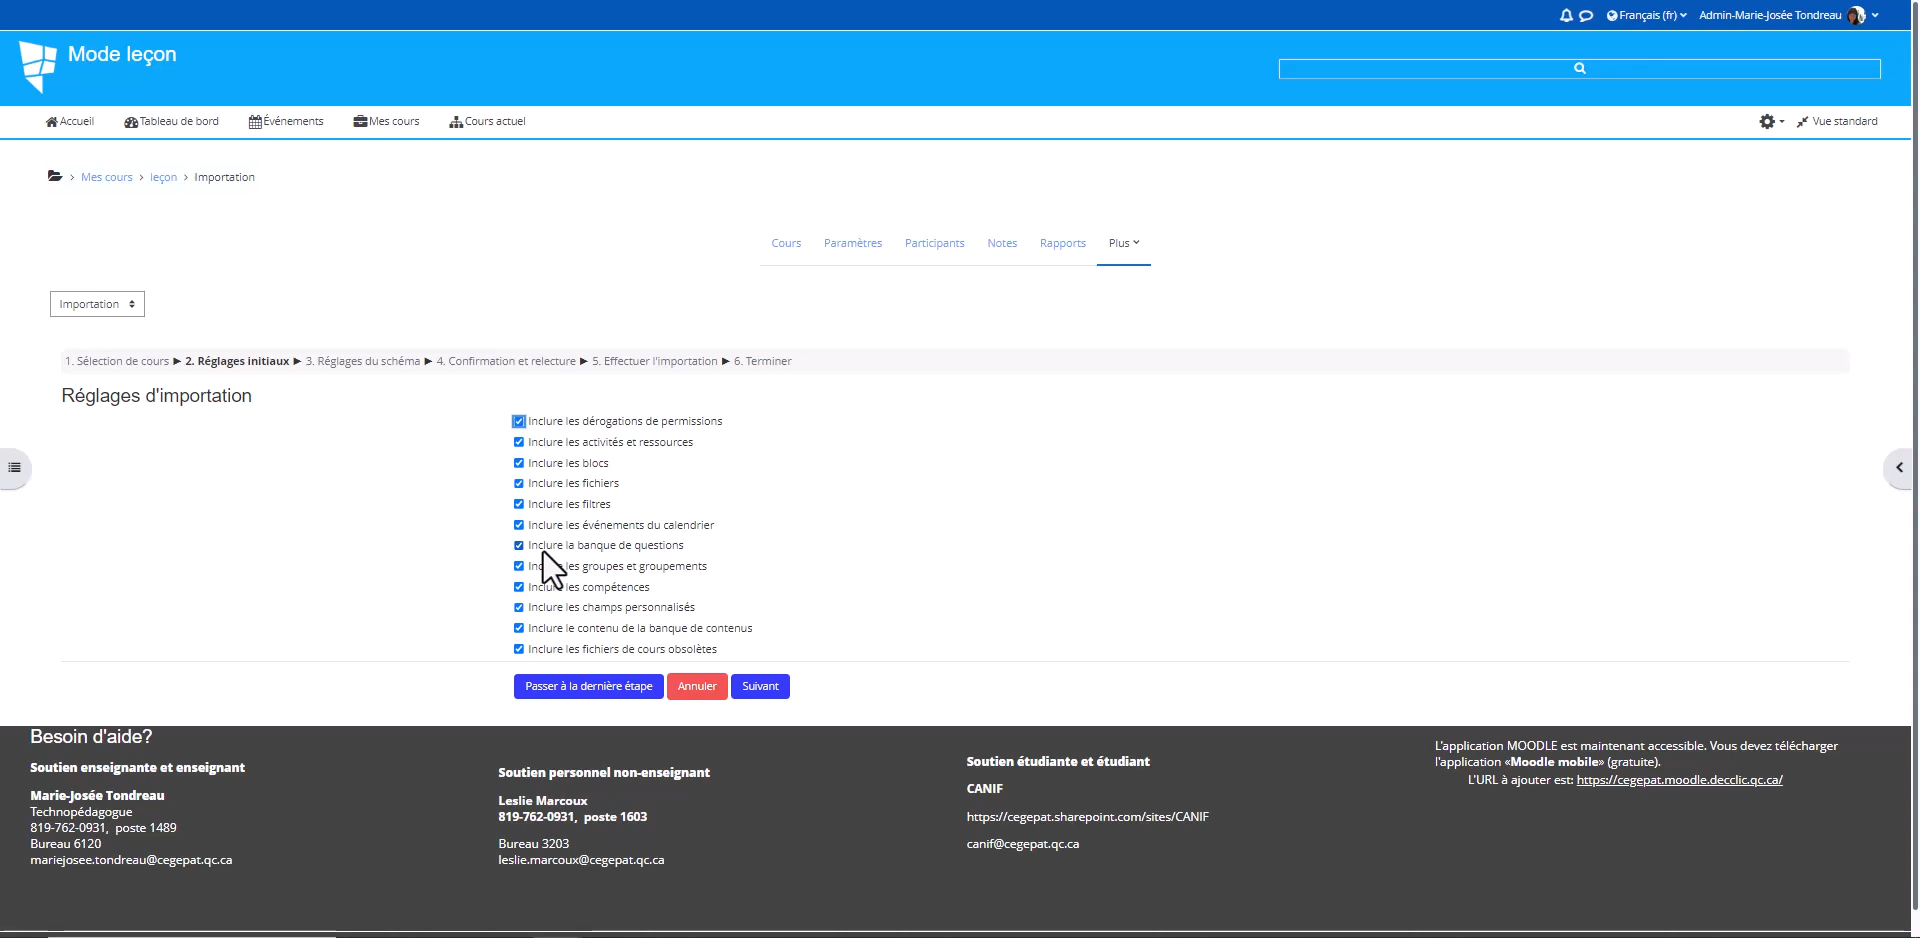 Français (fr)
Admin-Marie-Josée Tondreau
Mode leçon
Accueil
Tableau de bord
Événements
Mes cours
Cours actuel
Vue standard
Mes cours > leçon > Importation
Cours
Paramètres
Participants
Notes
Rapports
Plus
Importation
1. Sélection de cours ► 2. Réglages initiaux ► 3. Réglages du schéma ► 4. Confirmation et relecture ► 5. Effectuer l'importation ► 6. Terminer
Réglages d'importation
Inclure les dérogations de permissions
Inclure les activités et ressources
Inclure les blocs
Inclure les fichiers
Inclure les filtres
Inclure les événements du calendrier
Inclure la banque de questions
Inclure les groupes et groupements
Inclure les compétences
Inclure les champs personnalisés
Inclure le contenu de la banque de contenus
Inclure les fichiers de cours obsolètes
Passer à la dernière étape
Annuler
Suivant
Besoin d'aide?
Soutien enseignante et enseignant
Marie-Josée Tondreau
Technopédagogue
819-762-0931, poste 1489
Bureau 6120
mariejosee.tondreau@cegepat.qc.ca
Soutien personnel non-enseignant
Leslie Marcoux
819-762-0931, poste 1603
Bureau 3203
leslie.marcoux@cegepat.qc.ca
Soutien étudiante et étudiant
CANIF
https://cegepat.sharepoint.com/sites/CANIF
canif@cegepat.qc.ca
L'application MOODLE est maintenant accessible. Vous devez télécharger
l'application «Moodle mobile» (gratuite).
L'URL à ajouter est: https://cegepat.moodle.decclic.qc.ca/